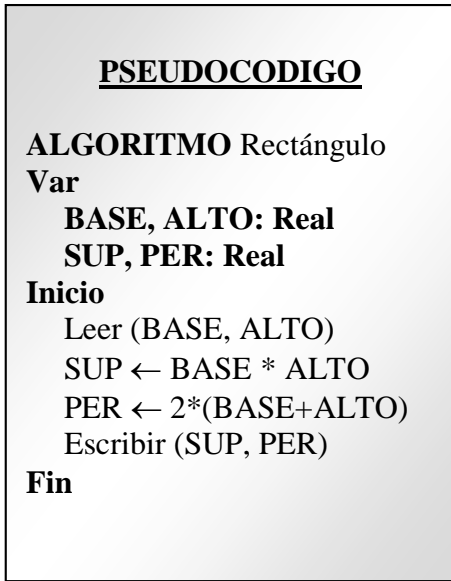 PSEUDOCODIGO
ALGORITMO Rectángulo
Var
BASE, ALTO: Real
SUP, PER: Real
Inicio
Leer (BASE, ALTO)
SUP ← BASE * ALTO
PER ← 2*(BASE+ALTO)
Escribir (SUP, PER)
Fin